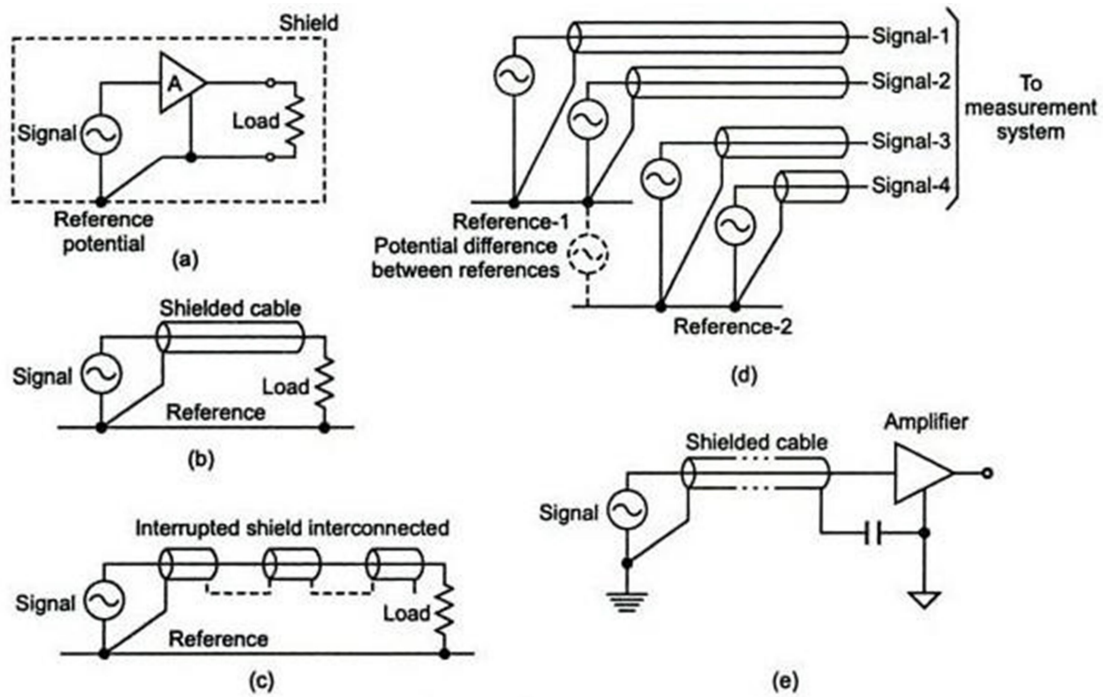 Shield
A
Signal
Load
Reference
potential
(a)
Shielded cable
Signal
Load
Reference
(b)
Interrupted shield interconnected
Signal
Load
Reference
(c)
Signal-1
Signal-2
Signal-3
Signal-4
To
measurement
system
Reference-1
Potential difference
between references
Reference-2
(d)
Amplifier
Shielded cable
Signal
(e)